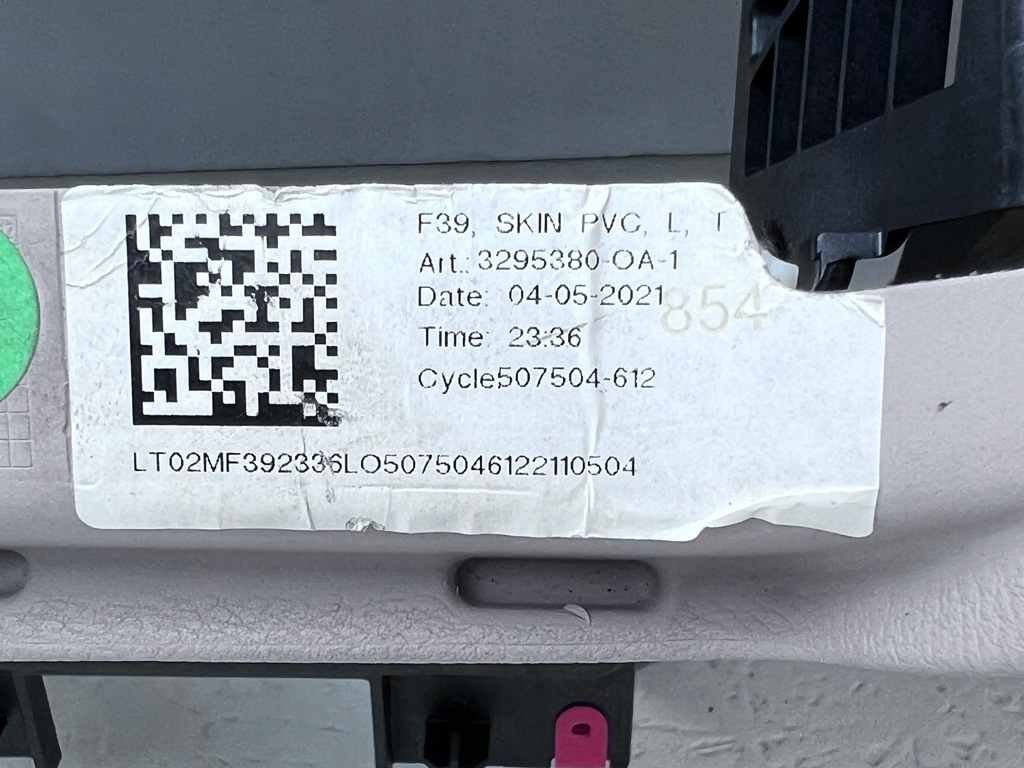 F39, SKIN PVC, L, T
Art.: 3295380-OA-1
Date: 04-05-2021
854
Time: 23:36
Cycle507504-612
LT02MF392336LO5075046122110504